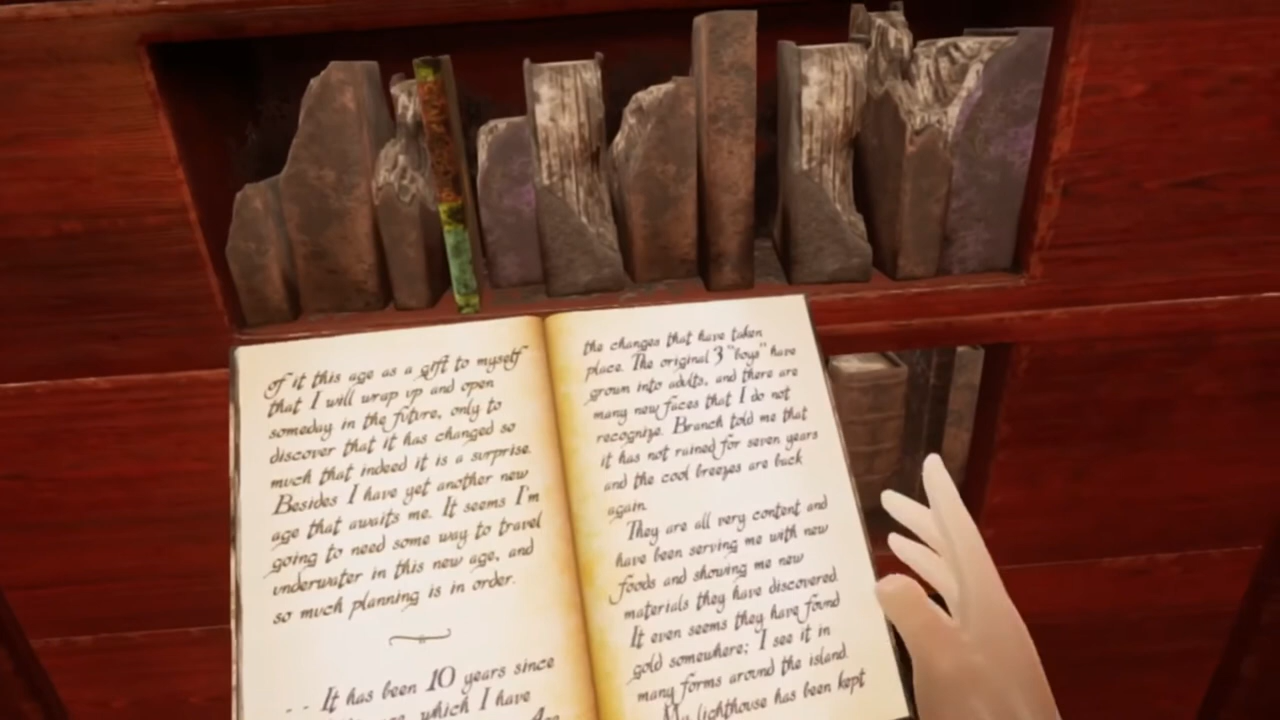 of it this age as a gift to myself
that I will wrap up and open
someday in the future, only to
discover that it has changed so
much that indeed it is a surprise.
Besides I have yet another new
age that awaits me. It seems I'm
going to need some way to travel
underwater in this new age, and
so much planning is in order.
It has been 10 years since
which I have
the changes that have taken
place. The original 3 "boys" have
grown into adults, and there are
many new faces that I do not
recognize. Branch told me that
it has not rained for seven years
and the cool breezes are back
again.
They are all very content and
have been serving me with new
foods and showing me new
materials they have discovered.
It even seems they have found
gold somewhere; I see it in
many forms around the island.
My lighthouse has been kept